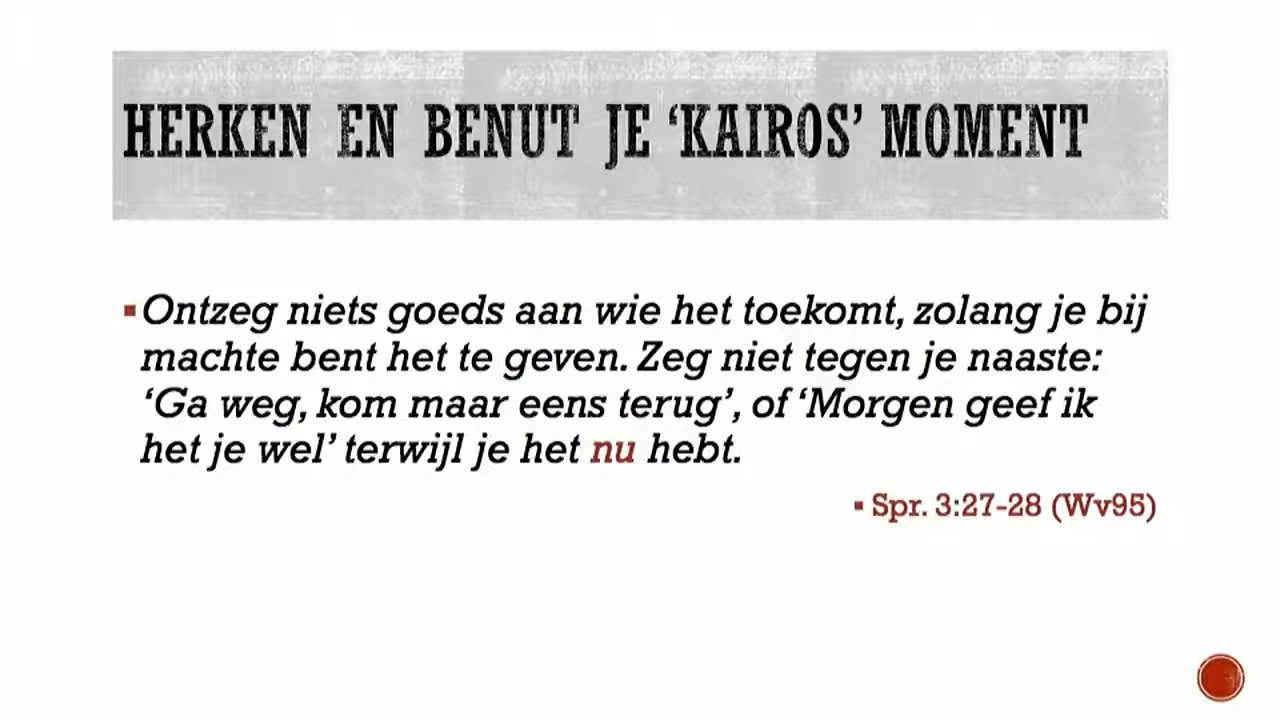 HERKEN EN BENUT JE ‘KAIROS’ MOMENT
▪ Ontzeg niets goeds aan wie het toekomt, zolang je bij
machte bent het te geven. Zeg niet tegen je naaste:
‘Ga weg, kom maar eens terug’, of ‘Morgen geef ik
het je wel’ terwijl je het nu hebt.
▪ Spr. 3:27-28 (Wv95)